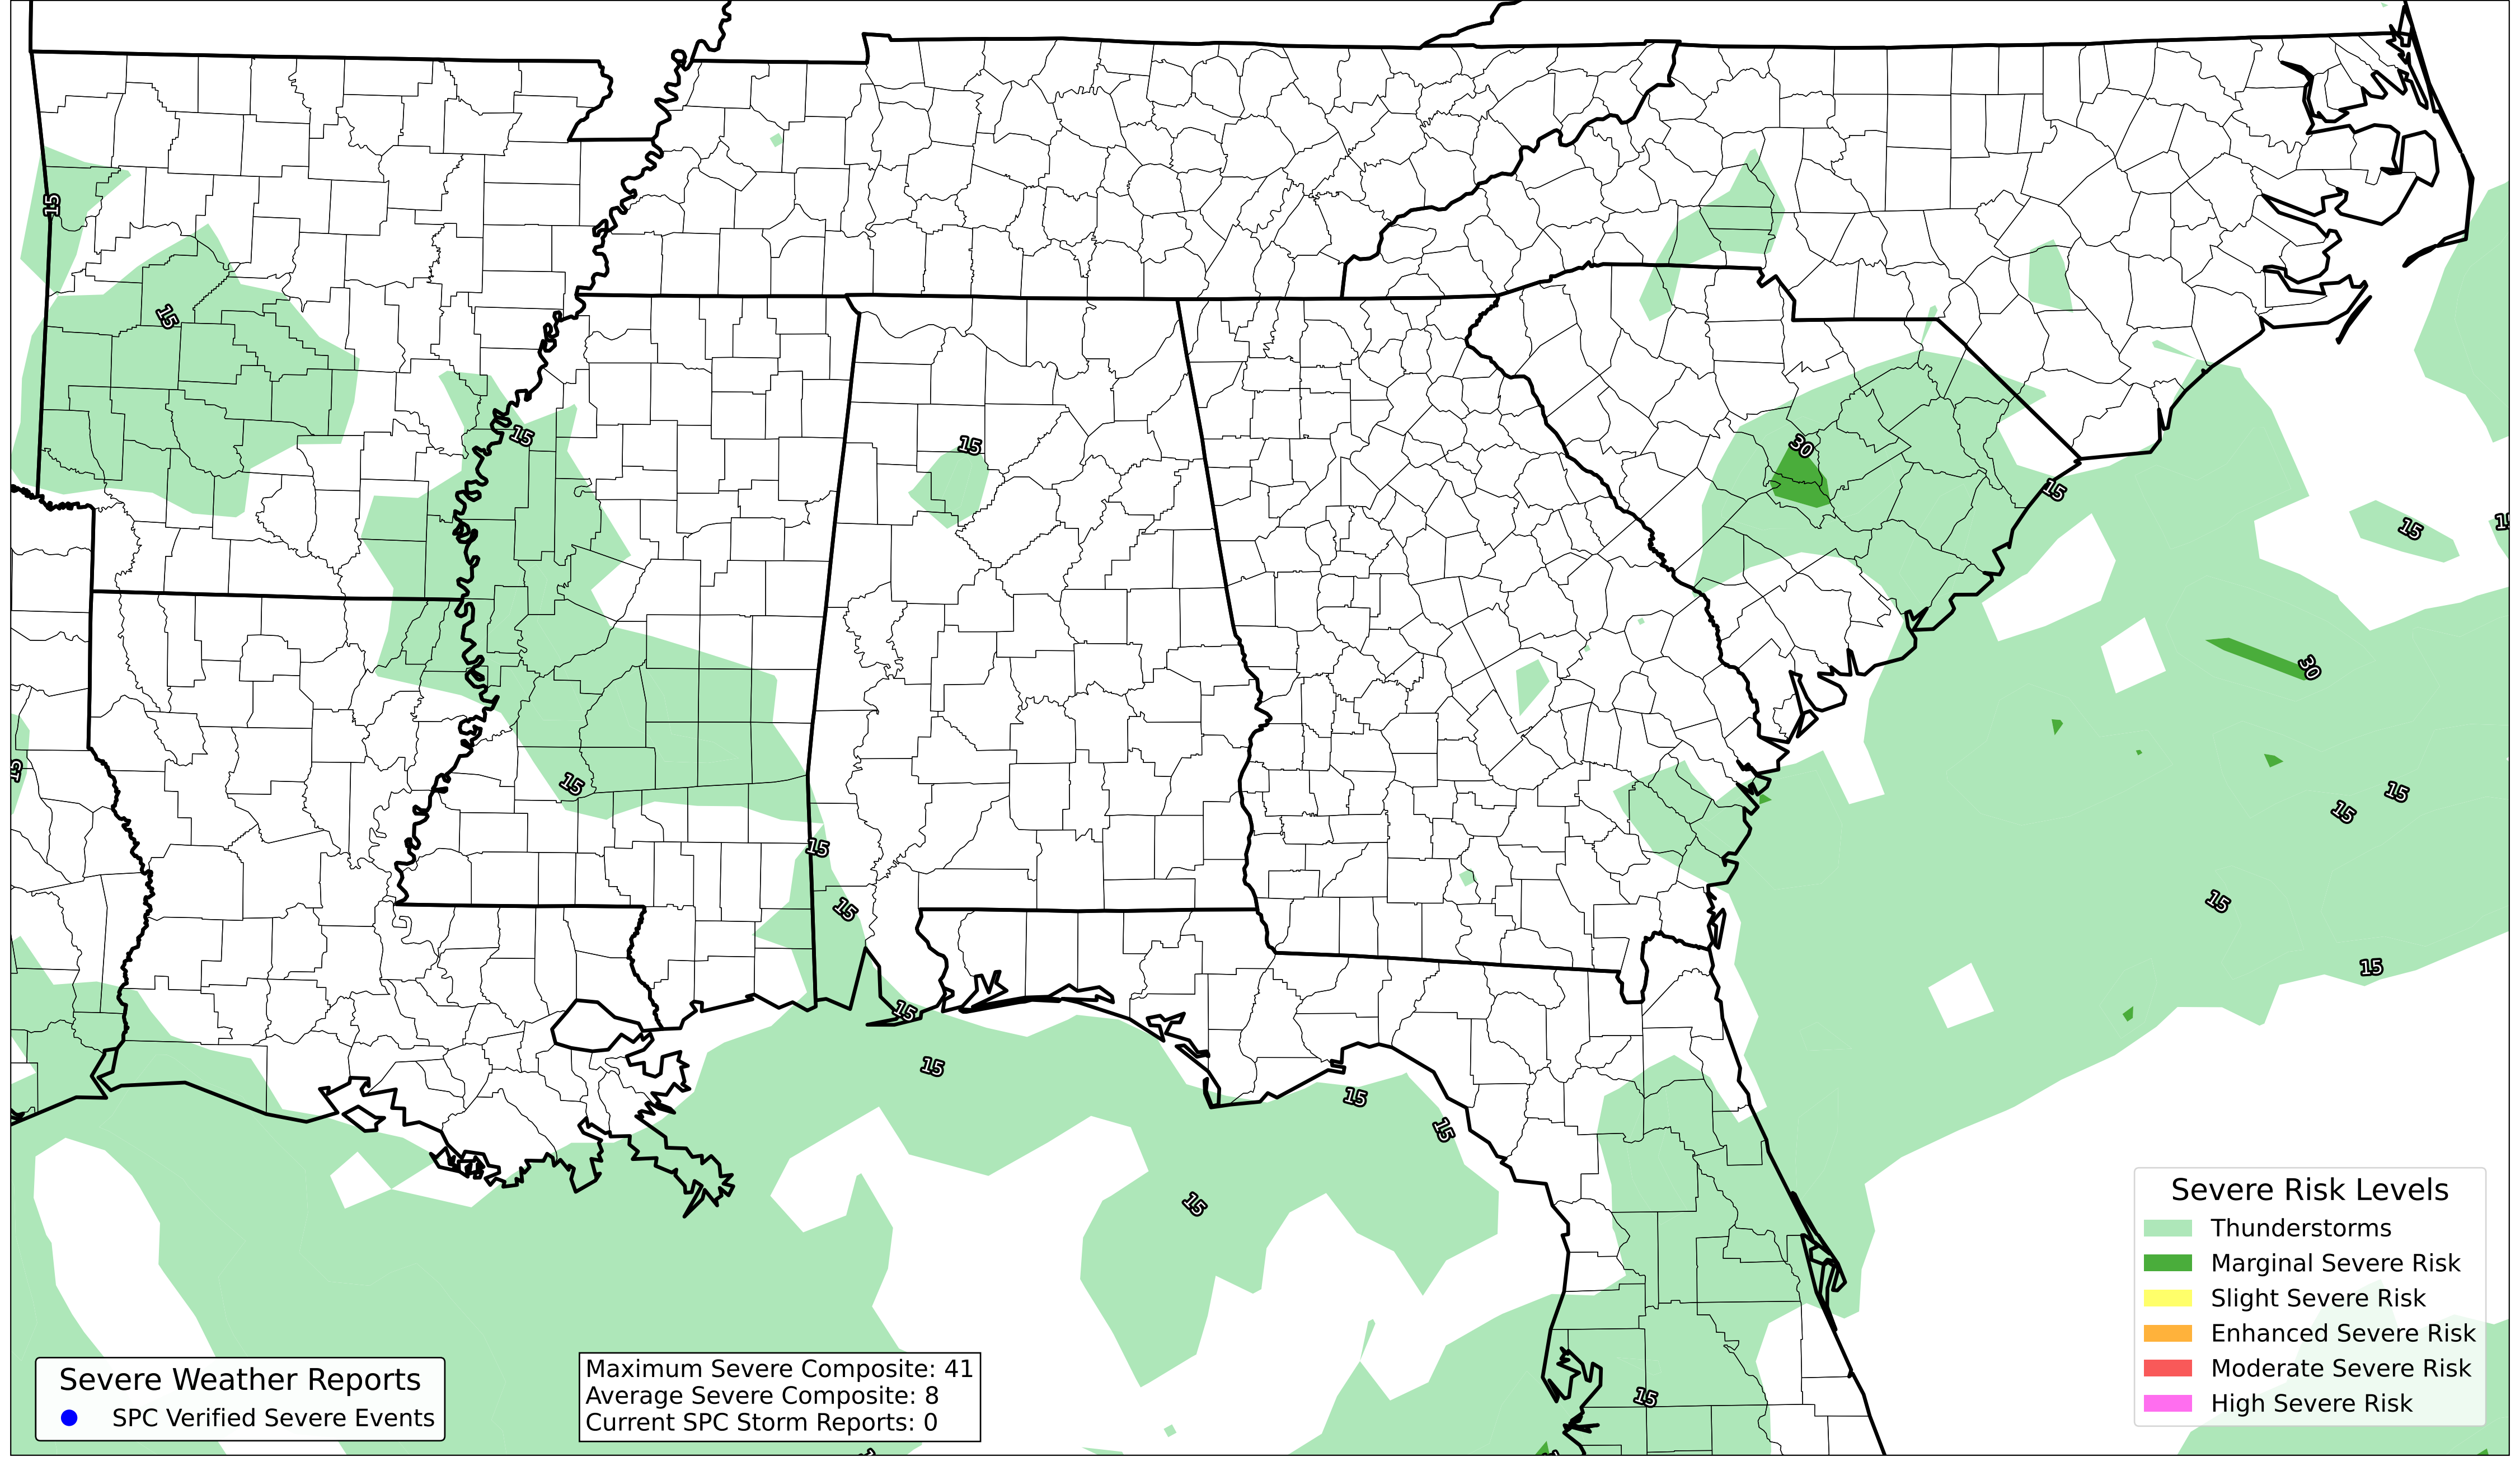 15
15
15
15
30
15
15
15
30
15
15
15
15
15
15
15
15
15
15
15
15
15
15
Severe Risk Levels
Thunderstorms
Marginal Severe Risk
Slight Severe Risk
Enhanced Severe Risk
Moderate Severe Risk
High Severe Risk
Severe Weather Reports
SPC Verified Severe Events
Maximum Severe Composite: 41
Average Severe Composite: 8
Current SPC Storm Reports: 0